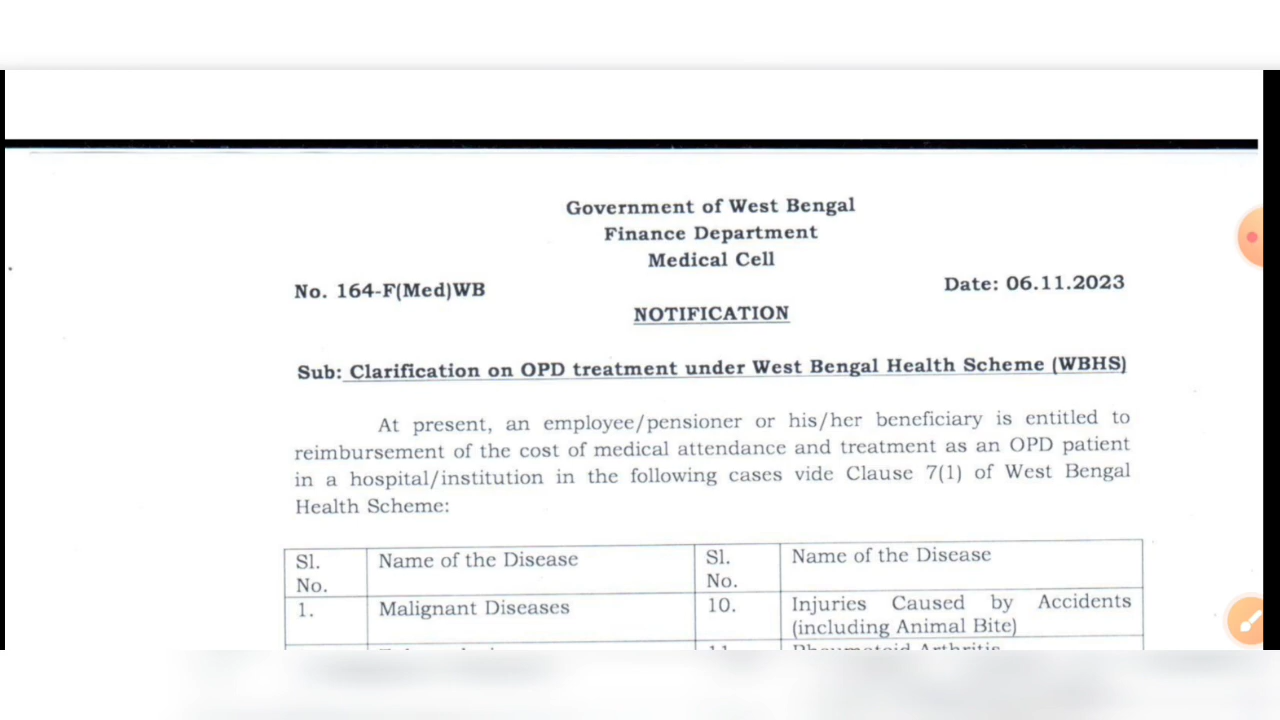 Government of West Bengal
Finance Department
Medical Cell
No. 164-F(Med)WB
Date: 06.11.2023
NOTIFICATION
Sub: Clarification on OPD treatment under West Bengal Health Scheme (WBHS)
At present, an employee/pensioner or his/her beneficiary is entitled to
reimbursement of the cost of medical attendance and treatment as an OPD patient
in a hospital/institution in the following cases vide Clause 7(1) of West Bengal
Health Scheme:
Sl. No. Name of the Disease Sl. No. Name of the Disease
1. Malignant Diseases 10. Injuries Caused by Accidents
(including Animal Bite)
11. Rheumatoid Arthritis